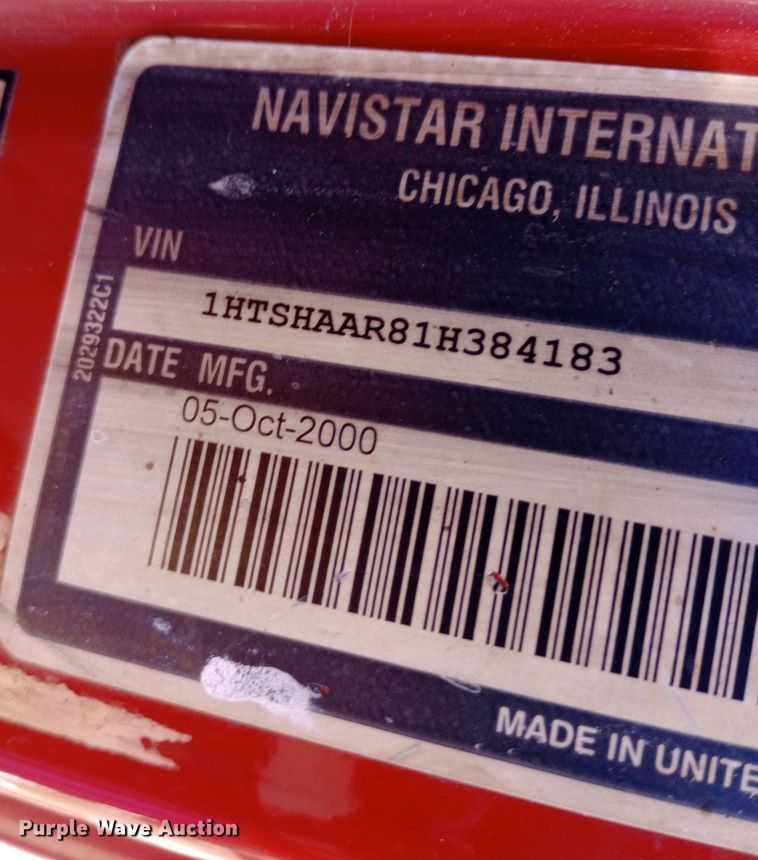 NAVISTAR INTERNAT
CHICAGO, ILLINOIS
VIN
1HTSHAAR81H384183
2029322C1
DATE MFG.
05-Oct-2000
MADE IN UNITE
Purple Wave Auction